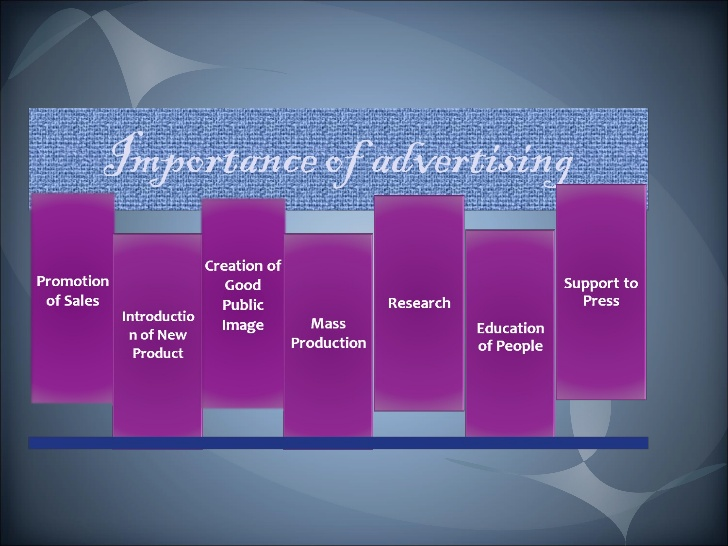 Importance of advertising
Promotion
of Sales
Introductio
n of New
Product
Creation of
Good
Public
Image
Mass
Production
Research
Education
of People
Support to
Press